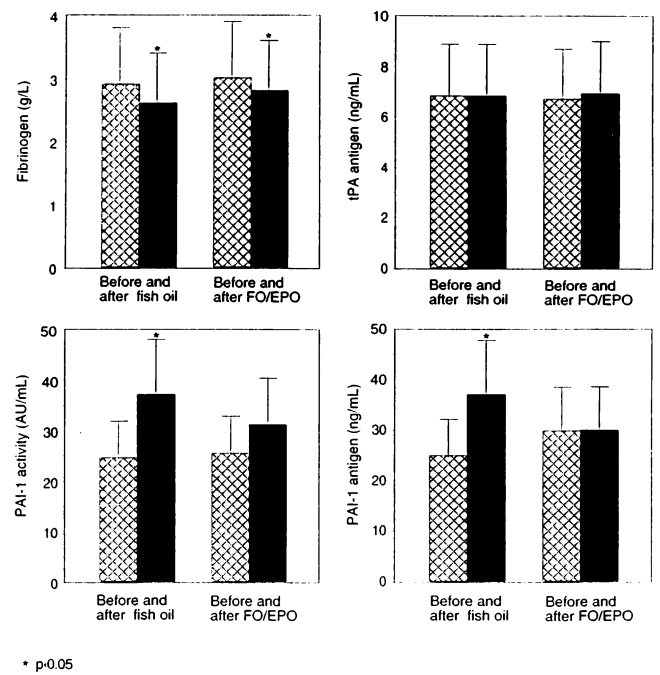 Fibrinogen (g/L)
4
3
2
1
0
*
*
Before and
after fish oil
Before and
after FO/EPO
tPA antigen (ng/mL)
10
8
6
4
2
0
Before and
after fish oil
Before and
after FO/EPO
PAI-1 activity (AU/mL)
50
40
30
20
10
0
*
Before and
after fish oil
Before and
after FO/EPO
PAI-1 antigen (ng/mL)
50
40
30
20
10
0
*
Before and
after fish oil
Before and
after FO/EPO
* p<0.05